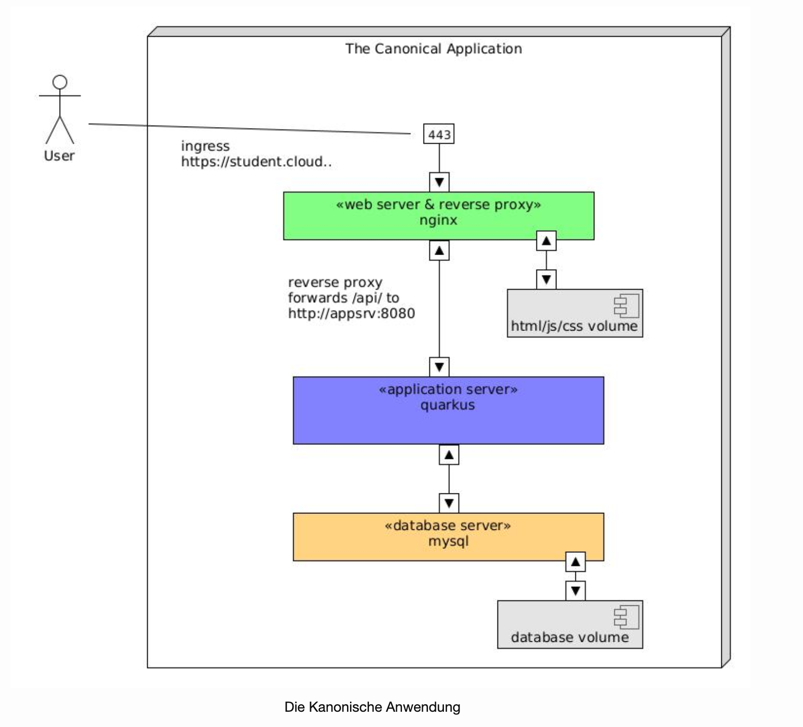 The Canonical Application
User
443
ingress
https://student.cloud..
«web server & reverse proxy»
nginx
reverse proxy
forwards /api/ to
http://appsrv:8080
html/js/css volume
«application server»
quarkus
«database server»
mysql
database volume
Die Kanonische Anwendung